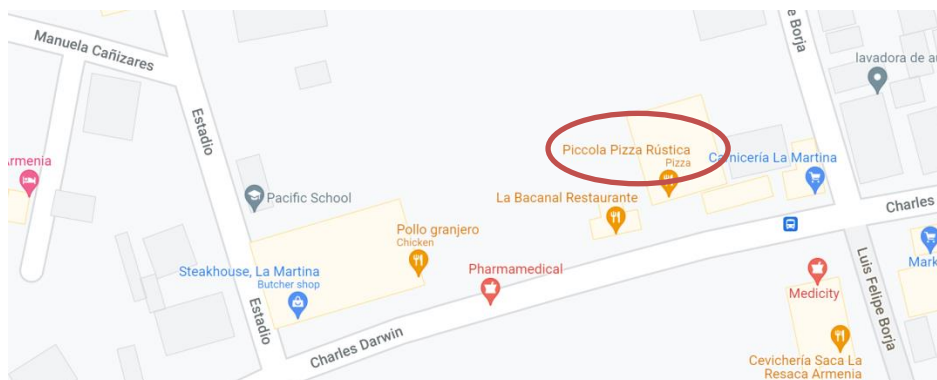 Manuela Cañizares
e Borja
lavadora de au
Estadio
Armenia
Piccola Pizza Rústica
Pizza
Carnicería La Martina
Pacific School
La Bacanal Restaurante
Charles
Pollo granjero
Chicken
Mark
Steakhouse, La Martina
Butcher shop
Pharmamedical
Medicity
Luis Felipe Borja
Estadio
Charles Darwin
Cevichería Saca La
Resaca Armenia